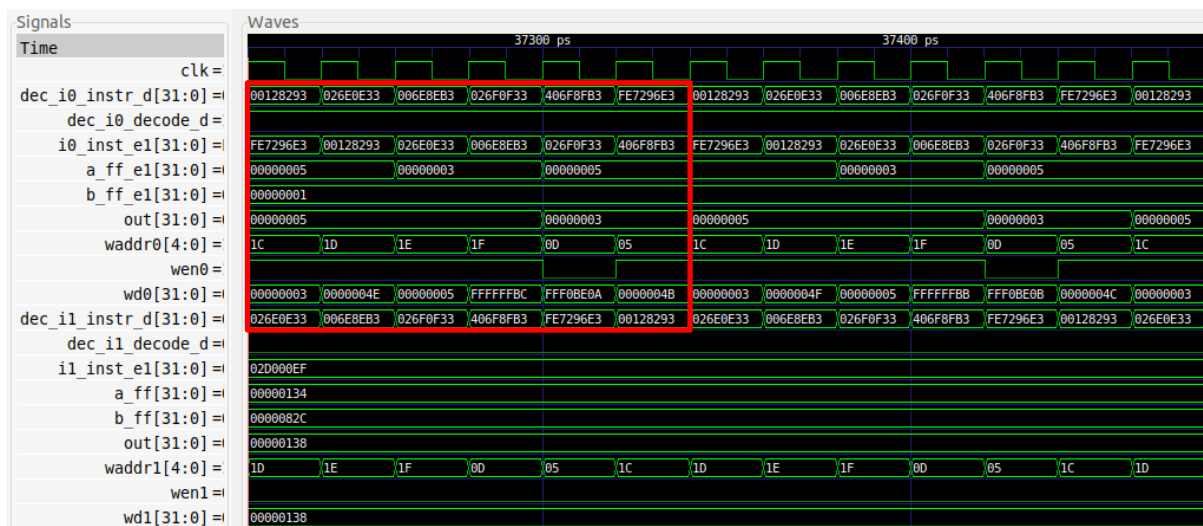 Signals Waves
Time 37300 ps 37400 ps
clk=
dec_i0_instr_d[31:0]= 00128293 026E0E33 006E8EB3 026F0F33 406F8FB3 FE7296E3 00128293 026E0E33 006E8EB3 026F0F33 406F8FB3 FE7296E3 00128293
dec_i0_decode_d=
i0_inst_e1[31:0]= FE7296E3 00128293 026E0E33 006E8EB3 026F0F33 406F8FB3 FE7296E3 00128293 026E0E33 006E8EB3 026F0F33 406F8FB3 FE7296E3
a_ff_e1[31:0]= 00000005 00000003 00000005 00000003 00000005
b_ff_e1[31:0]= 00000001
out[31:0]= 00000005 00000003 00000005 00000003 00000005
waddr0[4:0]= 1C 1D 1E 1F 0D 05 1C 1D 1E 1F 0D 05 1C
wen0=
wd0[31:0]= 00000003 0000004E 00000005 FFFFFFBC FFF0BE0A 0000004B 00000003 0000004F 00000005 FFFFFFBB FFF0BE0B 0000004C 00000003
dec_i1_instr_d[31:0]= 026E0E33 006E8EB3 026F0F33 406F8FB3 FE7296E3 00128293 026E0E33 006E8EB3 026F0F33 406F8FB3 FE7296E3 00128293 026E0E33
dec_i1_decode_d=
i1_inst_e1[31:0]= 02D000EF
a_ff[31:0]= 00000134
b_ff[31:0]= 0000082C
out[31:0]= 00000138
waddr1[4:0]= 1D 1E 1F 0D 05 1C 1D 1E 1F 0D 05 1C 1D
wen1=
wd1[31:0]= 00000138